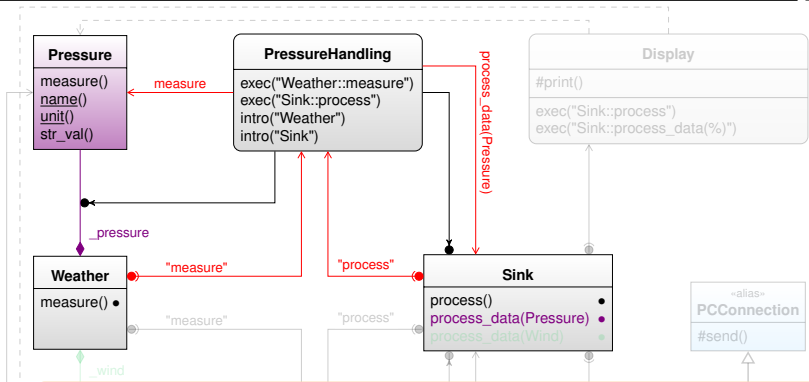 Pressure
measure()
name()
unit()
str_val()
measure
PressureHandling
exec("Weather::measure")
exec("Sink::process")
intro("Weather")
intro("Sink")
process_data(Pressure)
Display
#print()
exec("Sink::process")
exec("Sink::process_data(%)")
_pressure
Weather
measure()
"measure"
"process"
Sink
process()
process_data(Pressure)
process_data(Wind)
"measure"
"process"
«alias»
PCConnection
#send()
_wind